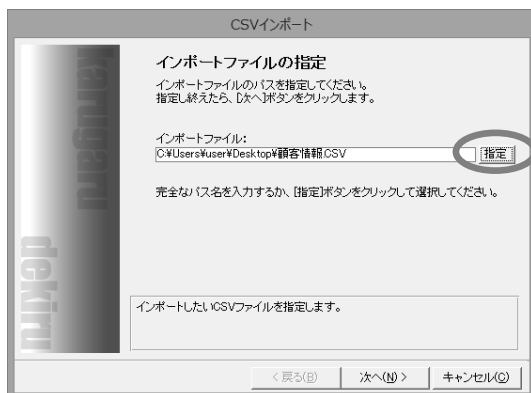 CSVインポート
インポートファイルの指定
インポートファイルのパスを指定してください。
指定し終えたら、[次へ]ボタンをクリックします。
インポートファイル:
C:¥Users¥user¥Desktop¥顧客情報.CSV
指定
完全なパス名を入力するか、[指定]ボタンをクリックして選択してください。
インポートしたいCSVファイルを指定します。
< 戻る(B)
次へ(N) >
キャンセル(C)
karugaru
dekiru